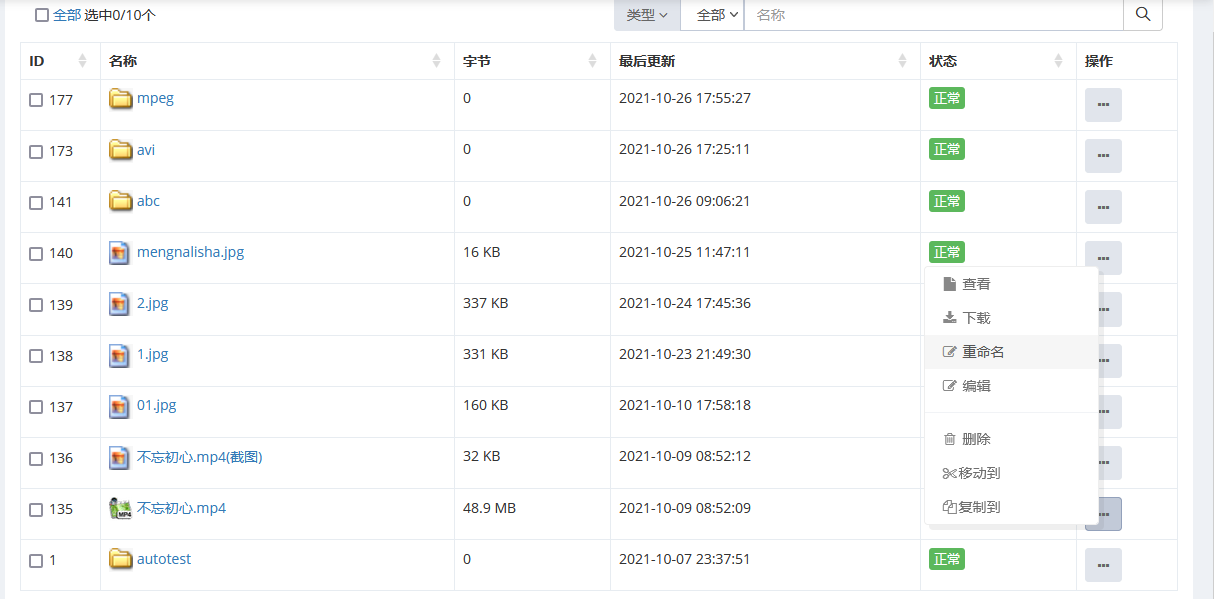 全部 选中0/10个 类型 全部 名称
ID 名称 字节 最后更新 状态 操作
177 mpeg 0 2021-10-26 17:55:27 正常
173 avi 0 2021-10-26 17:25:11 正常
141 abc 0 2021-10-26 09:06:21 正常
140 mengnalisha.jpg 16 KB 2021-10-25 11:47:11 正常
查看
139 2.jpg 337 KB 2021-10-24 17:45:36
下载
138 1.jpg 331 KB 2021-10-23 21:49:30
重命名
编辑
137 01.jpg 160 KB 2021-10-10 17:58:18
删除
136 不忘初心.mp4(截图) 32 KB 2021-10-09 08:52:12
移动到
135 不忘初心.mp4 48.9 MB 2021-10-09 08:52:09
复制到
1 autotest 0 2021-10-07 23:37:51 正常